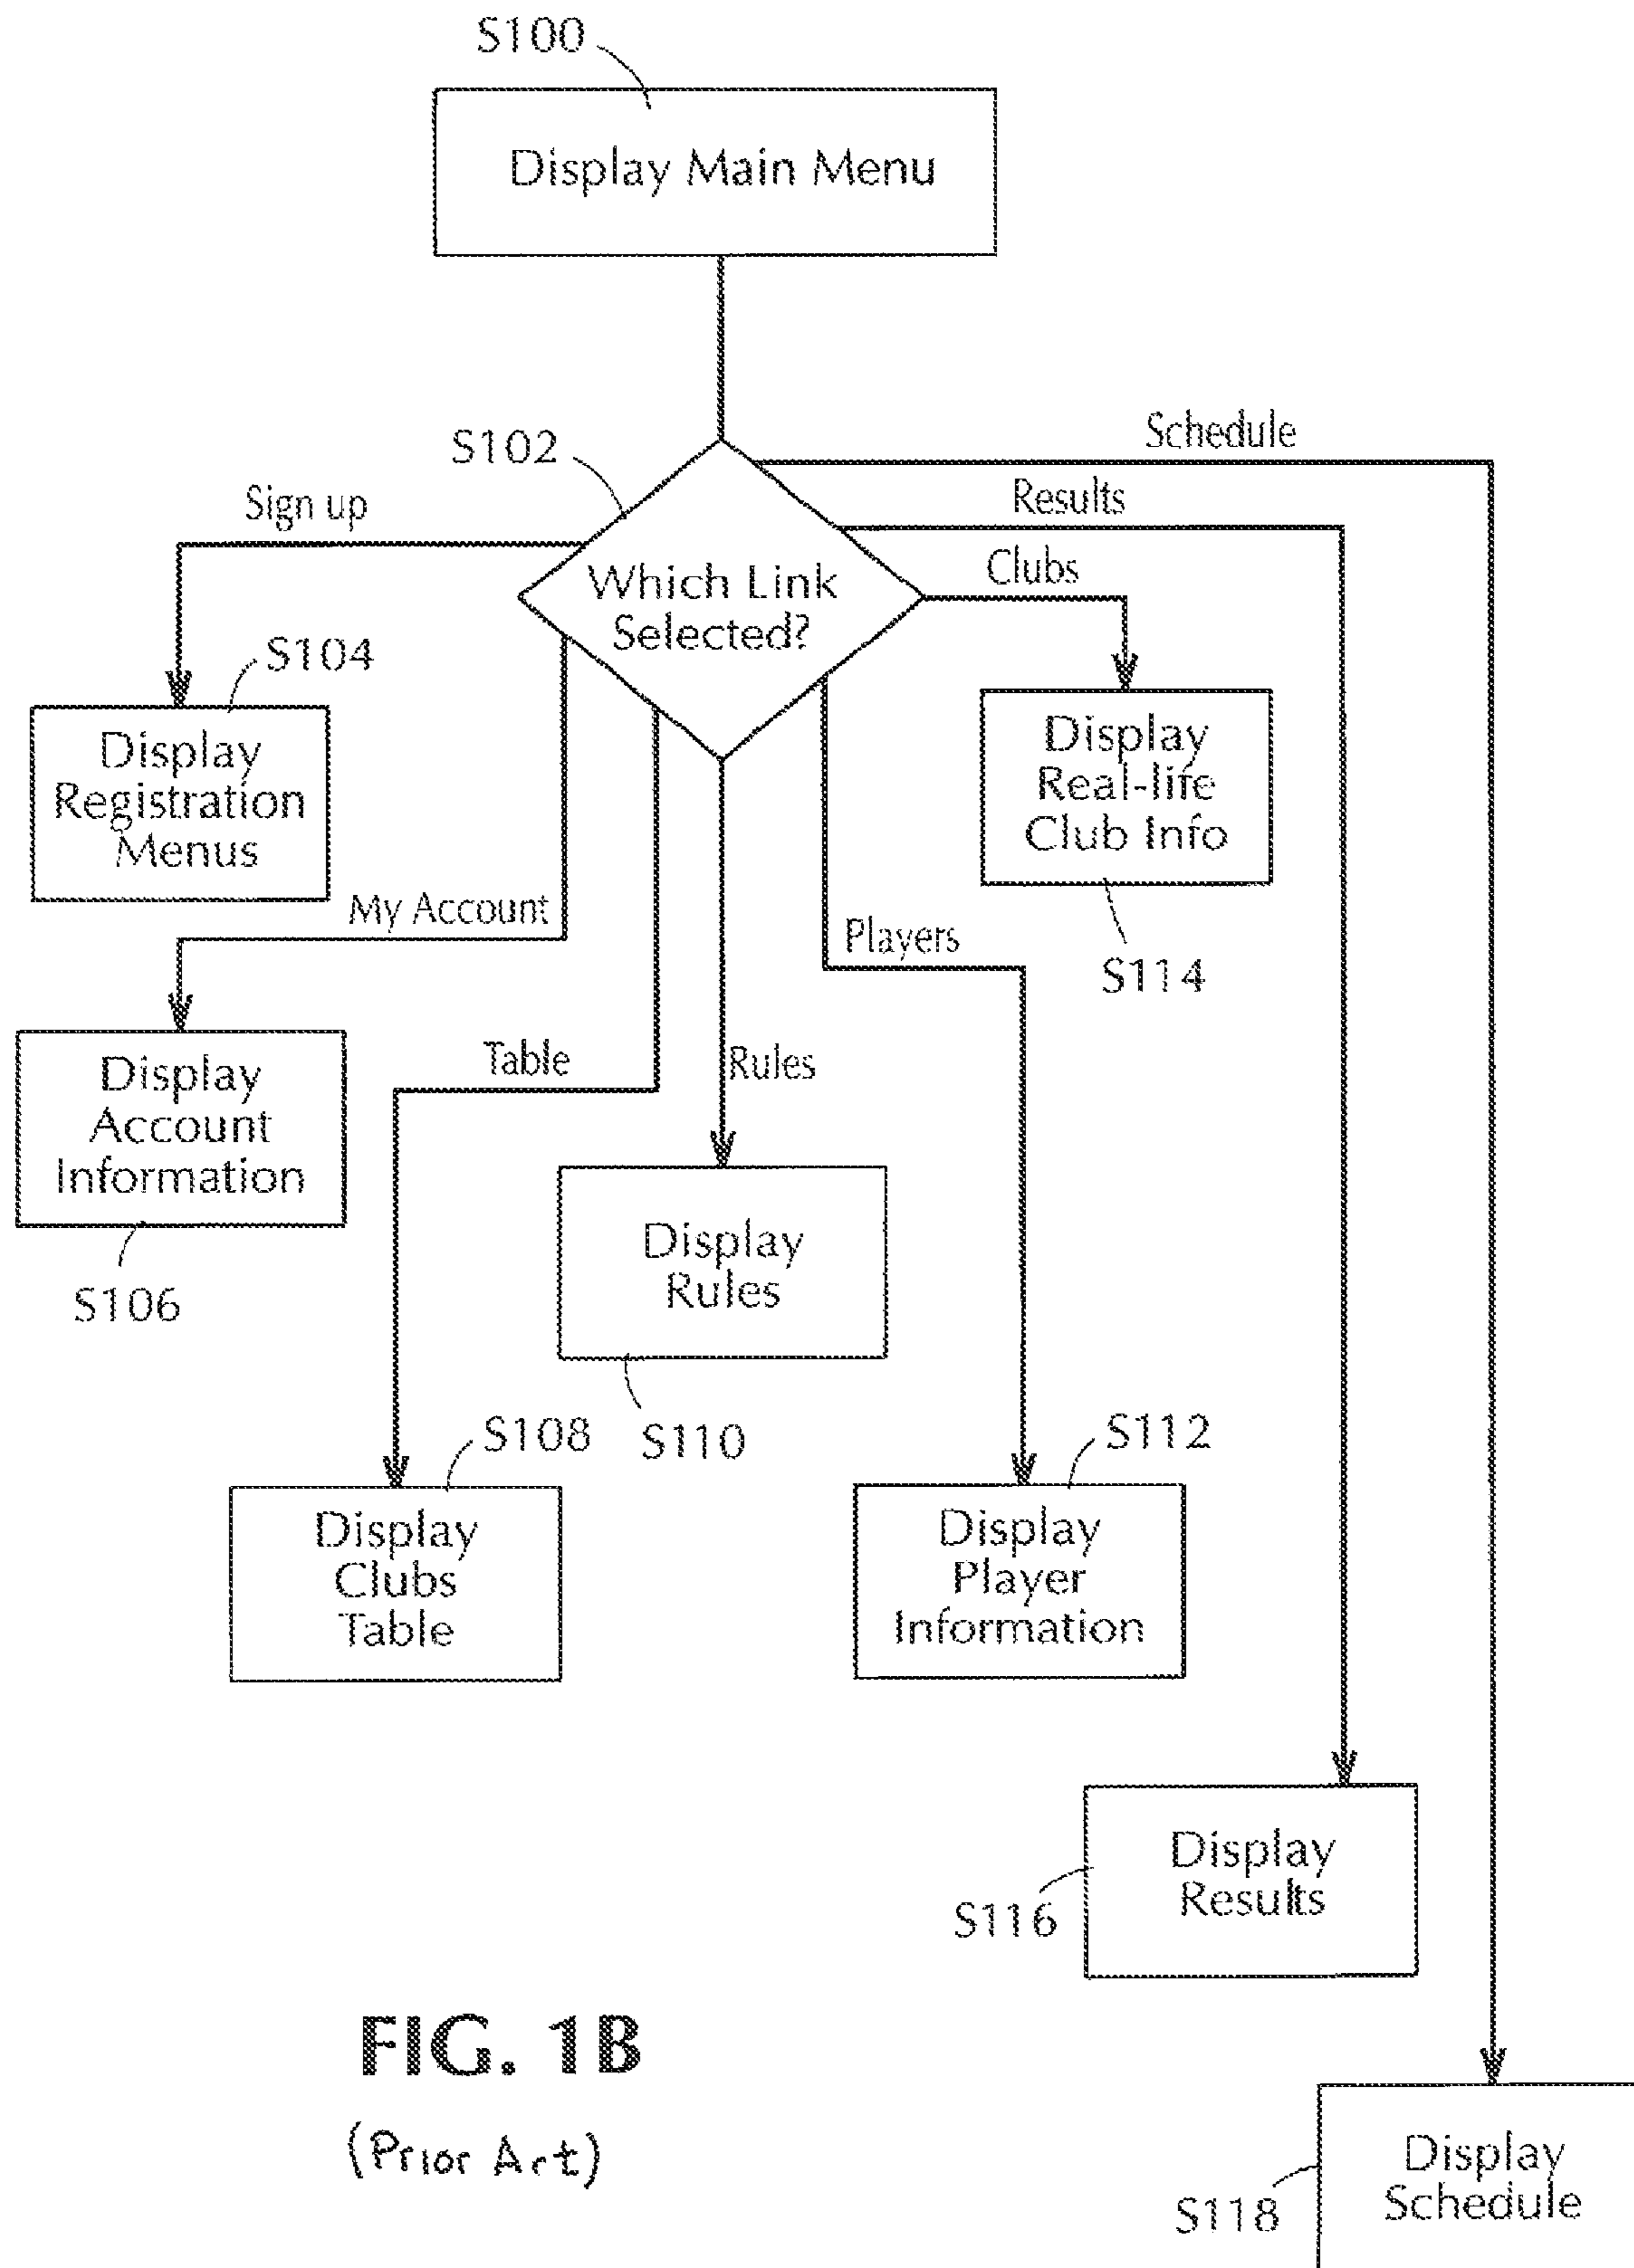 S100
Display Main Menu
S102
Schedule
Results
Sign up
Clubs
Which Link
Selected?
S104
Display
Registration
Menus
Display
Real-life
Club Info
My Account
Players
S114
Display
Account
Information
Table
Rules
S106
Display
Rules
S108
S110
S112
Display
Clubs
Table
Display
Player
Information
Display
Results
S116
FIG. 1B
(Prior Art)
Display
Schedule
S118